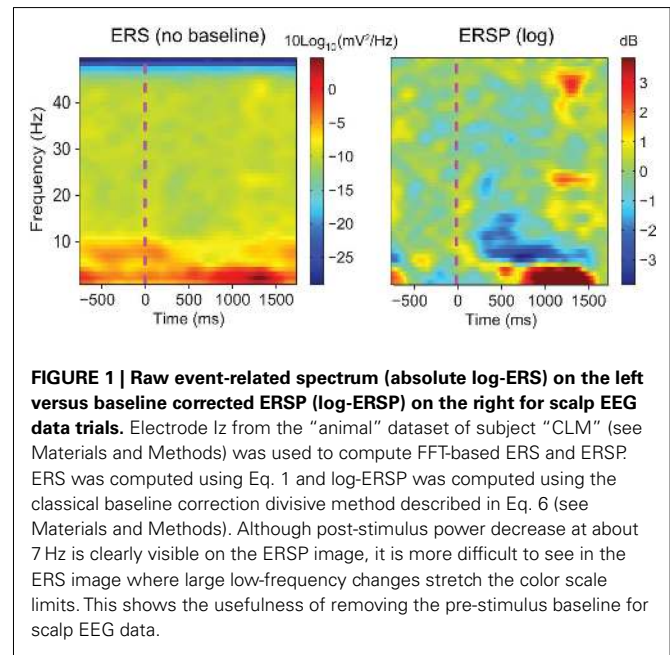 ERS (no baseline) 10Log10(mV²/Hz) ERSP (log) dB
Frequency (Hz)
40
30
20
10
0
-5
-10
-15
-20
-25
3
2
1
0
-1
-2
-3
-500 0 500 1000 1500
Time (ms)
-500 0 500 1000 1500
Time (ms)
FIGURE 1 | Raw event-related spectrum (absolute log-ERS) on the left
versus baseline corrected ERSP (log-ERSP) on the right for scalp EEG
data trials. Electrode Iz from the “animal” dataset of subject “CLM” (see
Materials and Methods) was used to compute FFT-based ERS and ERSP.
ERS was computed using Eq. 1 and log-ERSP was computed using the
classical baseline correction divisive method described in Eq. 6 (see
Materials and Methods). Although post-stimulus power decrease at about
7 Hz is clearly visible on the ERSP image, it is more difficult to see in the
ERS image where large low-frequency changes stretch the color scale
limits. This shows the usefulness of removing the pre-stimulus baseline for
scalp EEG data.